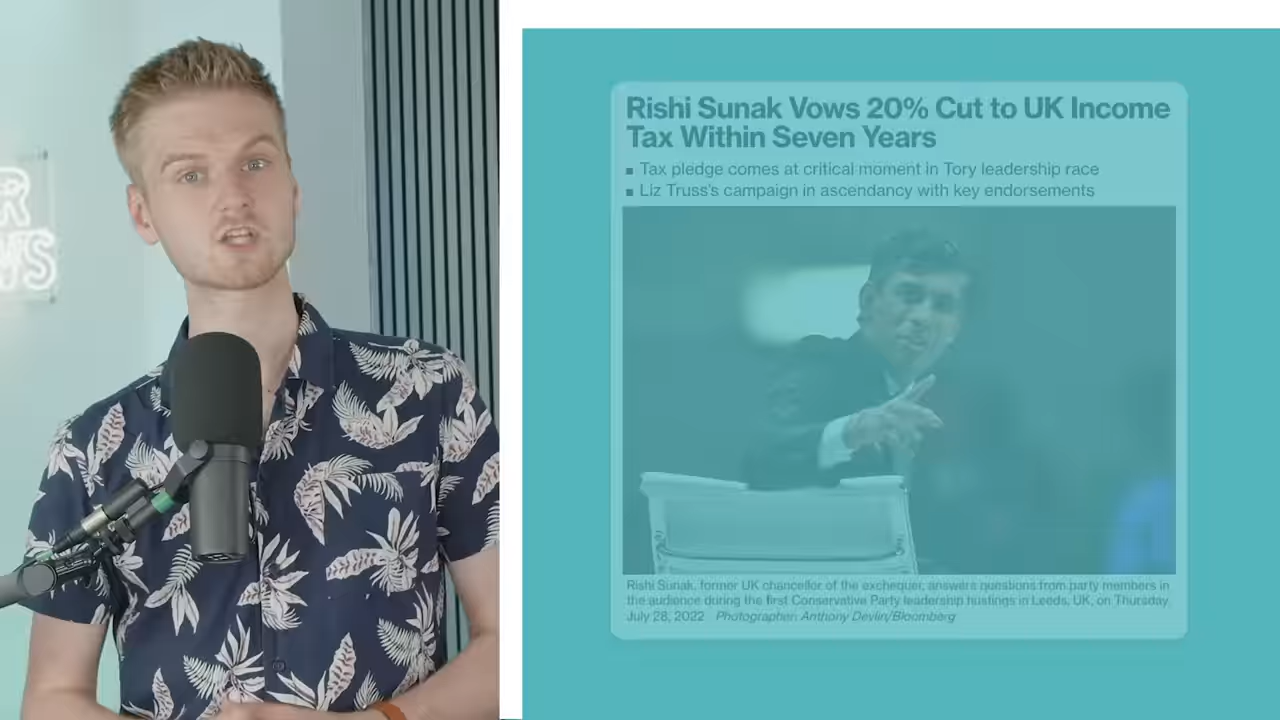 R
WS
Rishi Sunak Vows 20% Cut to UK Income
Tax Within Seven Years
▪ Tax pledge comes at critical moment in Tory leadership race
▪ Liz Truss's campaign in ascendancy with key endorsements
Rishi Sunak, former UK chancellor of the exchequer, answers questions from party members in
the audience during the first Conservative Party leadership hustings in Leeds, UK, on Thursday,
July 28, 2022 Photographer: Anthony Devlin/Bloomberg